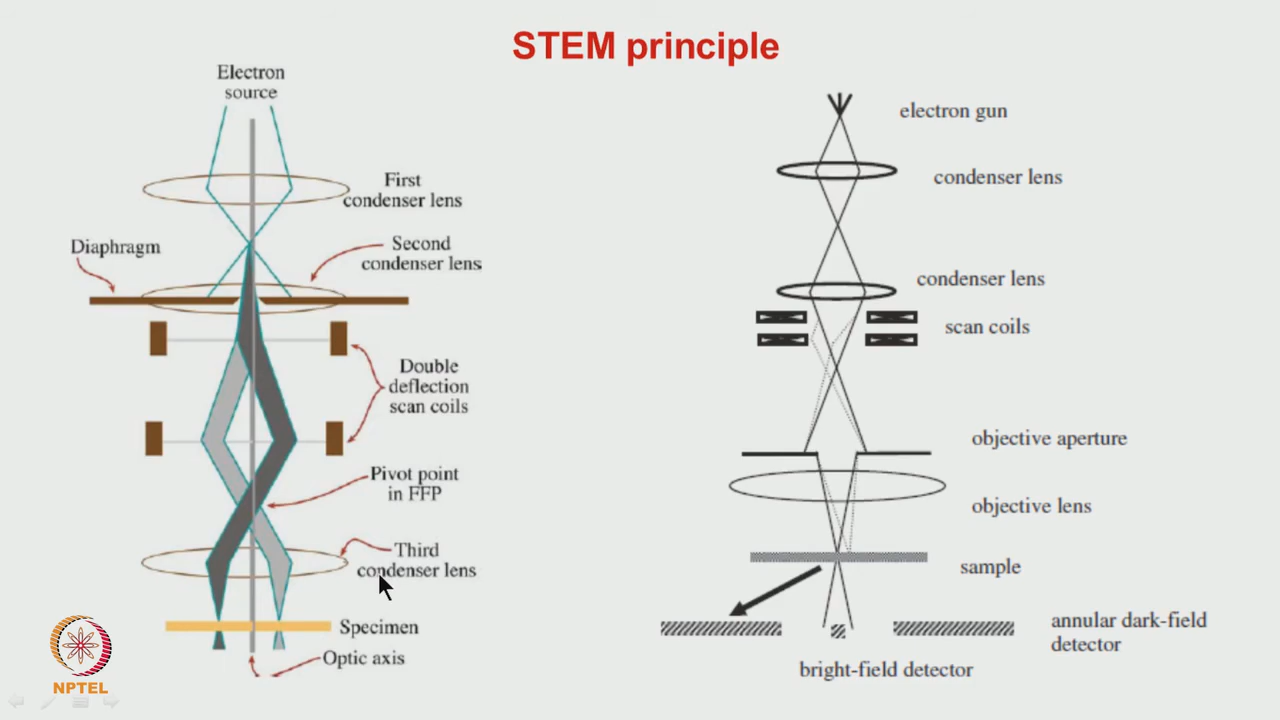 STEM principle
Electron
source
First
condenser lens
Diaphragm
Second
condenser lens
Double
deflection
scan coils
Pivot point
in FFP
Third
condenser lens
Specimen
Optic axis
electron gun
condenser lens
condenser lens
scan coils
objective aperture
objective lens
sample
annular dark-field
detector
bright-field detector
NPTEL